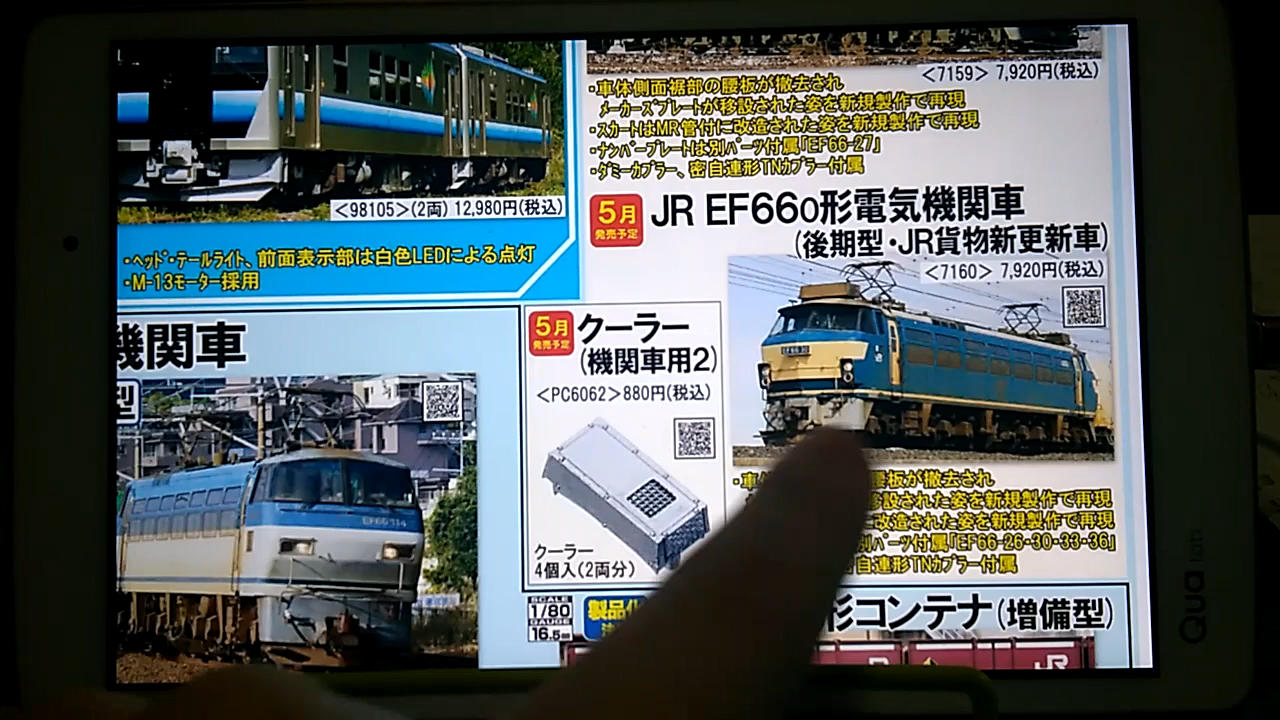 <98105>(2両) 12,980円(税込)
・ヘッド・テールライト、前面表示部は白色LEDによる点灯
・M-13モーター採用
機関車
型
EF66 114
<7159> 7,920円(税込)
・車体側面裾部の腰板が撤去され
メーカーズプレートが移設された姿を新規製作で再現
・スカートはMR管付に改造された姿を新規製作で再現
・ナンバープレートは別パーツ付属「EF66-27」
・ダミーカプラー、密自連形TNカプラー付属
5月
発売予定
JR EF660形電気機関車
(後期型・JR貨物新更新車)
<7160> 7,920円(税込)
EF66 30
5月
発売予定
クーラー
(機関車用2)
<PC6062>880円(税込)
クーラー
4個入(2両分)
・車体
腰板が撤去され
移設された姿を新規製作で再現
改造された姿を新規製作で再現
別パーツ付属「EF66-26・30・33・36」
自連形TNカプラー付属
SCALE
1/80
GAUGE
16.5mm
製品化
形コンテナ(増備型)
JR
Qua tab